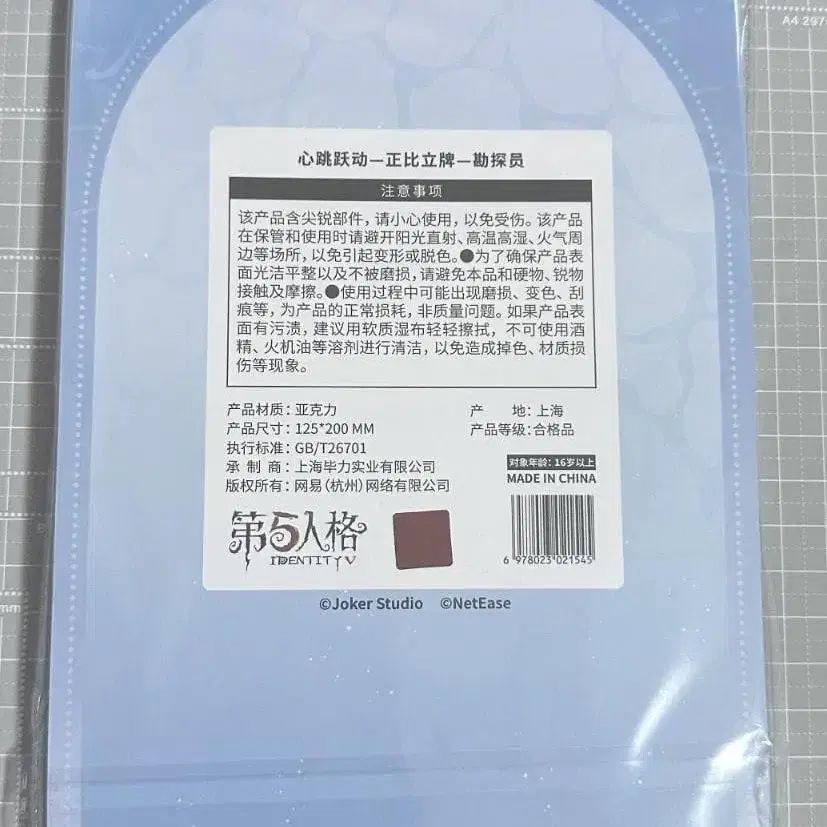 A4 297
心跳跃动—正比立牌—勘探员
注意事项
该产品含尖锐部件，请小心使用，以免受伤。该产品
在保管和使用时请避开阳光直射、高温高湿、火气周
边等场所，以免引起变形或脱色。●为了确保产品表
面光洁平整以及不被磨损，请避免本品和硬物、锐物
接触及摩擦。●使用过程中可能出现磨损、变色、刮
痕等，为产品的正常损耗，非质量问题。如果产品表
面有污渍，建议用软质湿布轻轻擦拭，不可使用酒
精、火机油等溶剂进行清洁，以免造成掉色、材质损
伤等现象。
产品材质：亚克力
产 地：上海
产品尺寸：125*200 MM
产品等级：合格品
执行标准：GB/T26701
承 制 商：上海毕力实业有限公司
对象年龄：16岁以上
版权所有：网易（杭州）网络有限公司
MADE IN CHINA
第5人格
IDENTITY V
6 978023 021545
©Joker Studio ©NetEase
mm